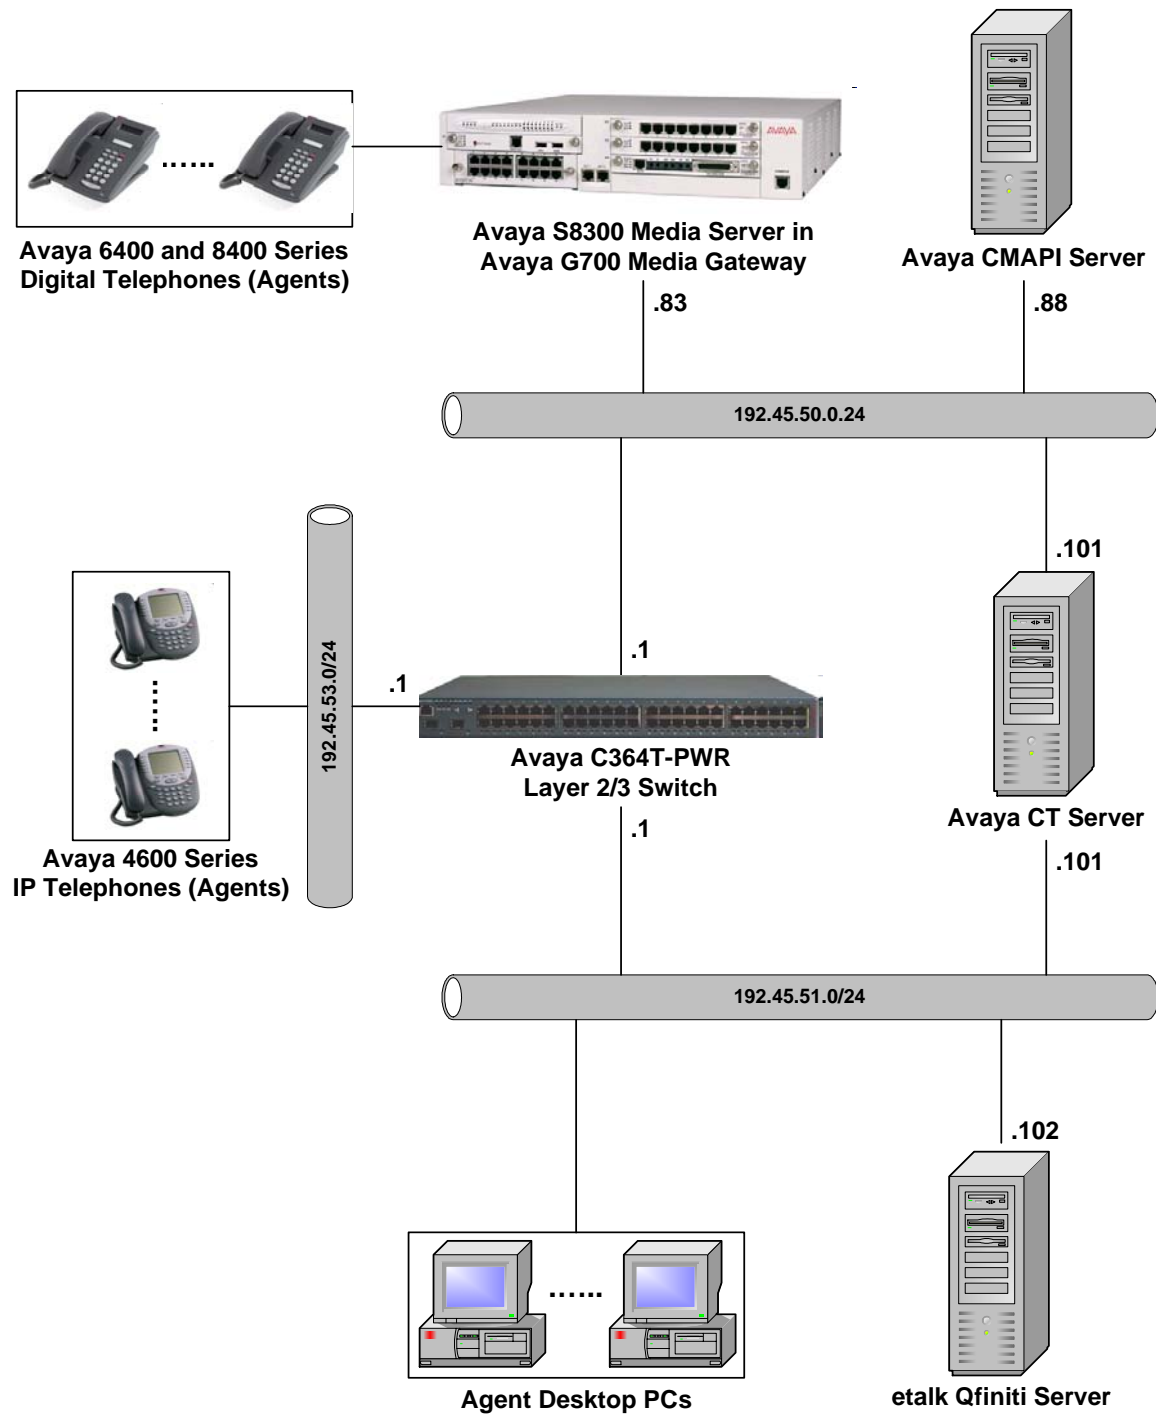 AVAYA
Avaya 6400 and 8400 Series
Digital Telephones (Agents)
Avaya S8300 Media Server in
Avaya G700 Media Gateway
Avaya CMAPI Server
.83
.88
192.45.50.0.24
.101
192.45.53.0/24
.1
.1
Avaya C364T-PWR
Layer 2/3 Switch
Avaya CT Server
.1
.101
Avaya 4600 Series
IP Telephones (Agents)
192.45.51.0/24
.102
Agent Desktop PCs
etalk Qfiniti Server